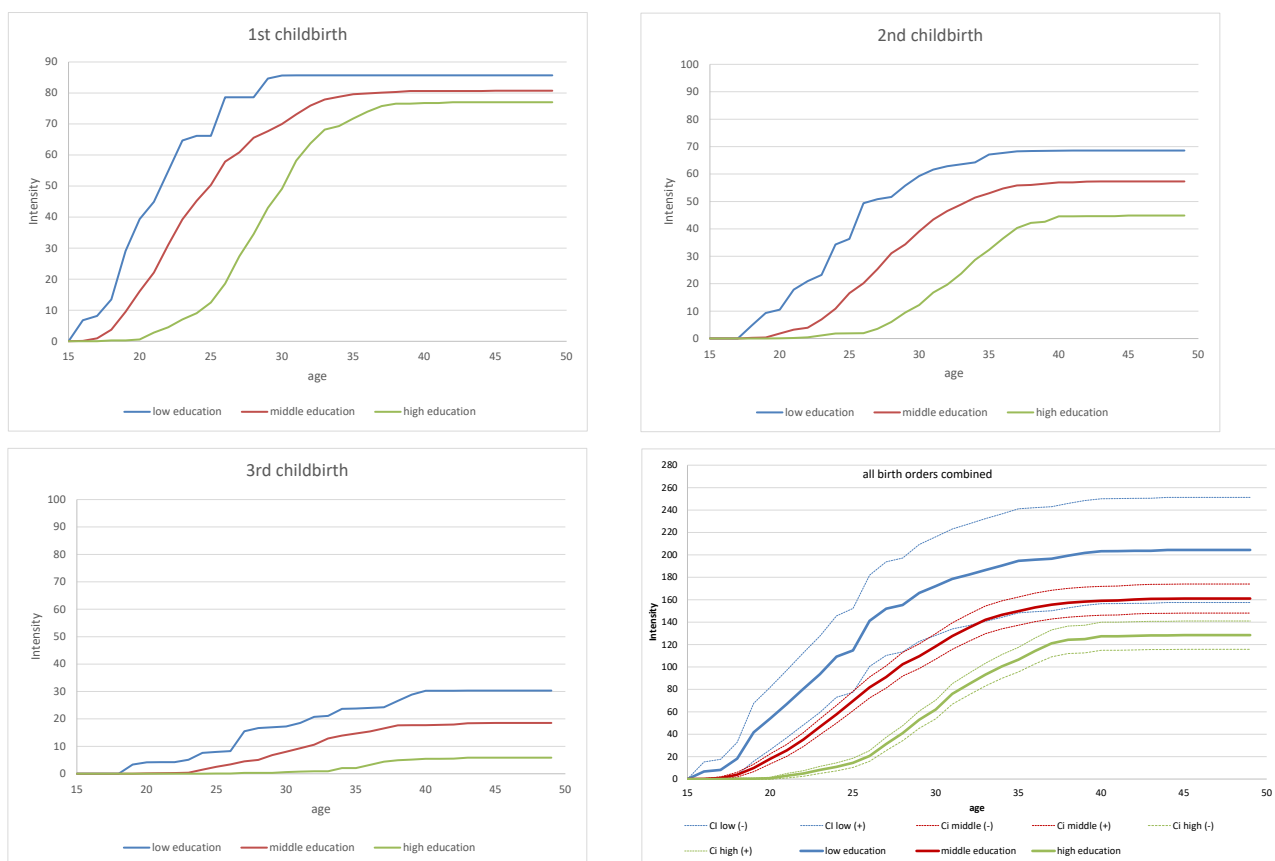 1st childbirth
Intensity
90
80
70
60
50
40
30
20
10
0
15 20 25 30 35 40 45 50
age
low education middle education high education
2nd childbirth
Intensity
100
90
80
70
60
50
40
30
20
10
0
15 20 25 30 35 40 45 50
age
low education middle education high education
3rd childbirth
Intensity
100
90
80
70
60
50
40
30
20
10
0
15 20 25 30 35 40 45 50
age
low education middle education high education
all birth orders combined
Intensity
280
260
240
220
200
180
160
140
120
100
80
60
40
20
0
15 20 25 30 35 40 45 50
age
CI low (-) CI low (+) Ci middle (-) Ci middle (+) Ci high (-)
Ci high (+) low education middle education high education